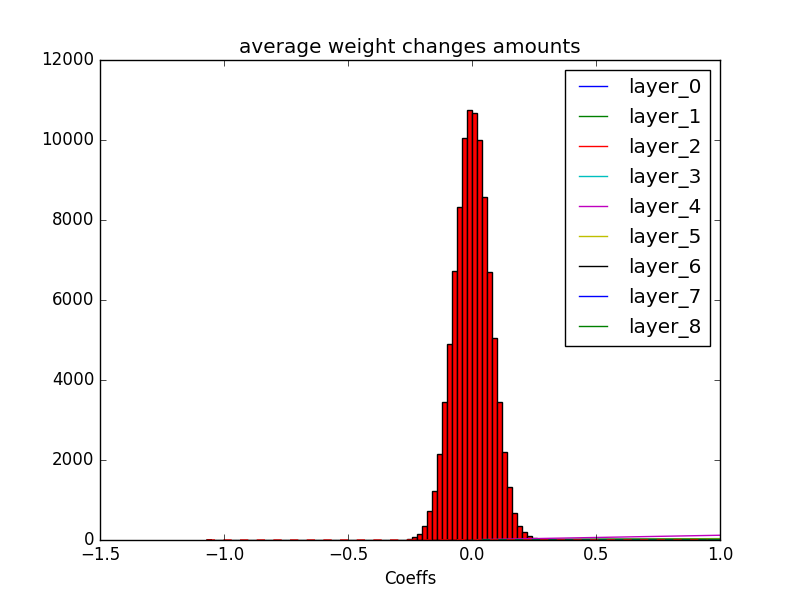 average weight changes amounts
12000
10000
8000
6000
4000
2000
0
−1.5
−1.0
−0.5
0.0
0.5
1.0
Coeffs
layer_0
layer_1
layer_2
layer_3
layer_4
layer_5
layer_6
layer_7
layer_8